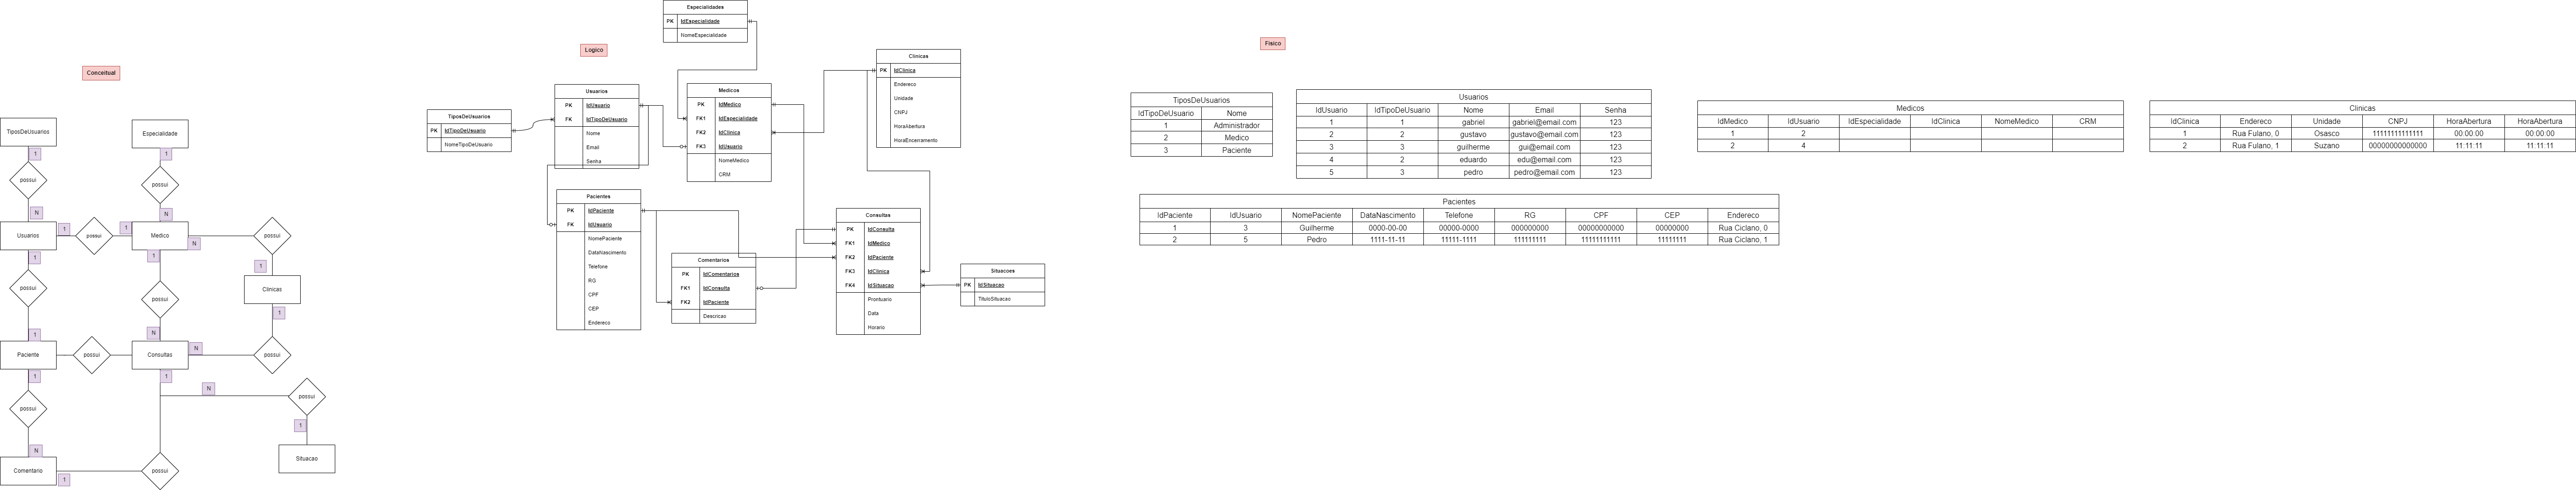 Conceitual
TiposDeUsuarios
Especialidade
1
1
possui
possui
N
N
Usuarios
1
possui
1
Medico
N
possui
1
1
1
possui
possui
Clinicas
1
1
N
Paciente
possui
Consultas
N
possui
1
1
possui
N
possui
N
1
Comentario
1
possui
Situacao
Logico
Especialidades
PK IdEspecialidade
NomeEspecialidade
TiposDeUsuarios
PK IdTipoDeUsuario
NomeTipoDeUsuario
Usuarios
PK IdUsuario
FK IdTipoDeUsuario
Nome
Email
Senha
Medicos
PK IdMedico
FK1 IdEspecialidade
FK2 IdClinica
FK3 IdUsuario
NomeMedico
CRM
Clinicas
PK IdClinica
Endereco
Unidade
CNPJ
HoraAbertura
HoraEncerramento
Pacientes
PK IdPaciente
FK IdUsuario
NomePaciente
DataNascimento
Telefone
RG
CPF
CEP
Endereco
Comentarios
PK IdComentarios
FK1 IdConsulta
FK2 IdPaciente
Descricao
Consultas
PK IdConsulta
FK1 IdMedico
FK2 IdPaciente
FK3 IdClinica
FK4 IdSituacao
Prontuario
Data
Horario
Situacoes
PK IdSituacao
TituloSituacao
Fisico
TiposDeUsuarios
IdTipoDeUsuario Nome
1 Administrador
2 Medico
3 Paciente
Usuarios
IdUsuario IdTipoDeUsuario Nome Email Senha
1 1 gabriel gabriel@email.com 123
2 2 gustavo gustavo@email.com 123
3 3 guilherme gui@email.com 123
4 2 eduardo edu@email.com 123
5 3 pedro pedro@email.com 123
Medicos
IdMedico IdUsuario IdEspecialidade IdClinica NomeMedico CRM
1 2
2 4
Clinicas
IdClinica Endereco Unidade CNPJ HoraAbertura HoraAbertura
1 Rua Fulano, 0 Osasco 11111111111111 00:00:00 00:00:00
2 Rua Fulano, 1 Suzano 00000000000000 11:11:11 11:11:11
Pacientes
IdPaciente IdUsuario NomePaciente DataNascimento Telefone RG CPF CEP Endereco
1 3 Guilherme 0000-00-00 00000-0000 000000000 00000000000 00000000 Rua Ciclano, 0
2 5 Pedro 1111-11-11 11111-1111 111111111 11111111111 11111111 Rua Ciclano, 1